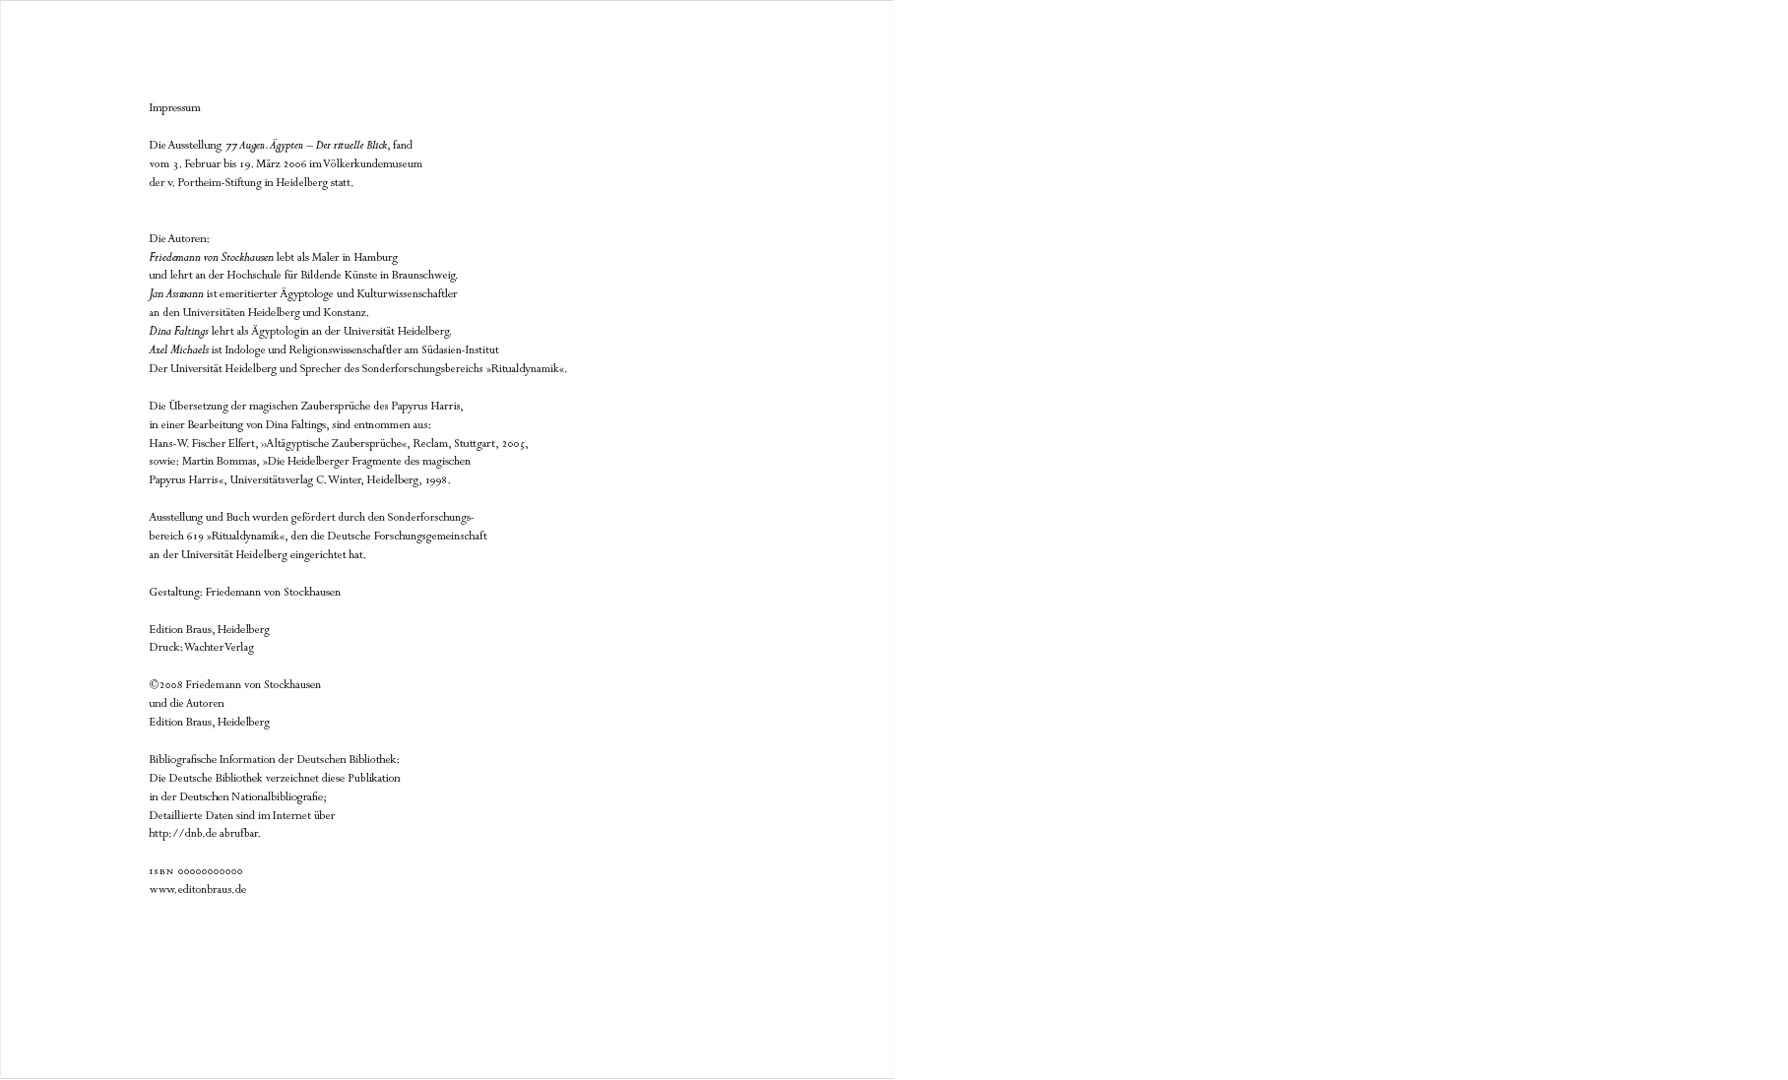 Impressum
Die Ausstellung 77 Augen. Ägypten – Der rituelle Blick, fand
vom 3. Februar bis 19. März 2006 im Völkerkundemuseum
der v. Portheim-Stiftung in Heidelberg statt.
Die Autoren:
Friedemann von Stockhausen lebt als Maler in Hamburg
und lehrt an der Hochschule für Bildende Künste in Braunschweig.
Jan Assmann ist emeritierter Ägyptologe und Kulturwissenschaftler
an den Universitäten Heidelberg und Konstanz.
Dina Faltings lehrt als Ägyptologin an der Universität Heidelberg.
Axel Michaels ist Indologe und Religionswissenschaftler am Südasien-Institut
Der Universität Heidelberg und Sprecher des Sonderforschungsbereichs »Ritualdynamik«.
Die Übersetzung der magischen Zaubersprüche des Papyrus Harris,
in einer Bearbeitung von Dina Faltings, sind entnommen aus:
Hans-W. Fischer Elfert, »Altägyptische Zaubersprüche«, Reclam, Stuttgart, 2005,
sowie: Martin Bommas, »Die Heidelberger Fragmente des magischen
Papyrus Harris«, Universitätsverlag C. Winter, Heidelberg, 1998.
Ausstellung und Buch wurden gefördert durch den Sonderforschungs-
bereich 619 »Ritualdynamik«, den die Deutsche Forschungsgemeinschaft
an der Universität Heidelberg eingerichtet hat.
Gestaltung: Friedemann von Stockhausen
Edition Braus, Heidelberg
Druck: Wachter Verlag
©2008 Friedemann von Stockhausen
und die Autoren
Edition Braus, Heidelberg
Bibliografische Information der Deutschen Bibliothek:
Die Deutsche Bibliothek verzeichnet diese Publikation
in der Deutschen Nationalbibliografie;
Detaillierte Daten sind im Internet über
http://dnb.de abrufbar.
ISBN 00000000000
www.editonbraus.de